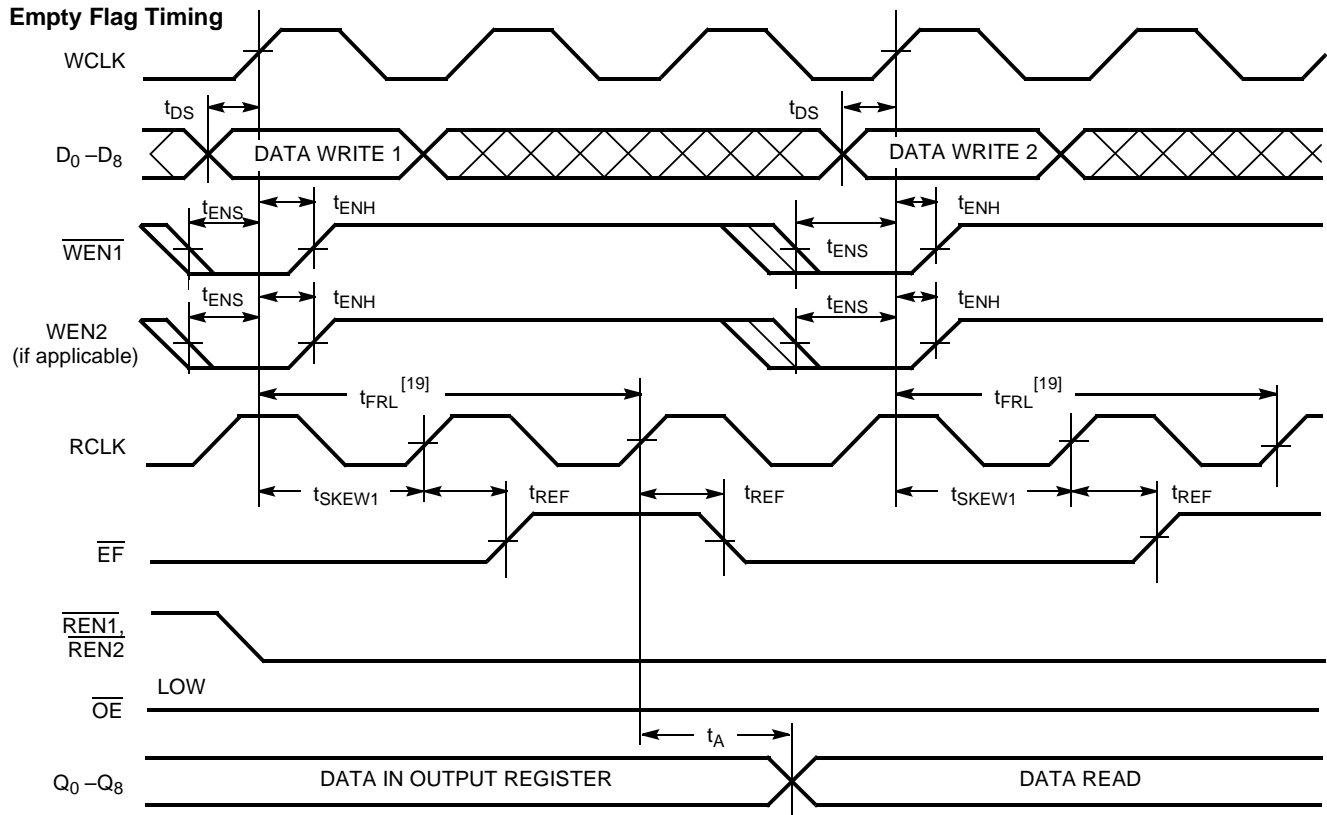 Empty Flag Timing
WCLK
tDS
tDS
D0 –D8
DATA WRITE 1
DATA WRITE 2
tENS
tENH
tENS
tENH
WEN1
tENS
tENH
tENS
tENH
WEN2
(if applicable)
tFRL [19]
tFRL [19]
RCLK
tSKEW1
tREF
tREF
tSKEW1
tREF
EF
REN1,
REN2
LOW
OE
tA
Q0 –Q8
DATA IN OUTPUT REGISTER
DATA READ